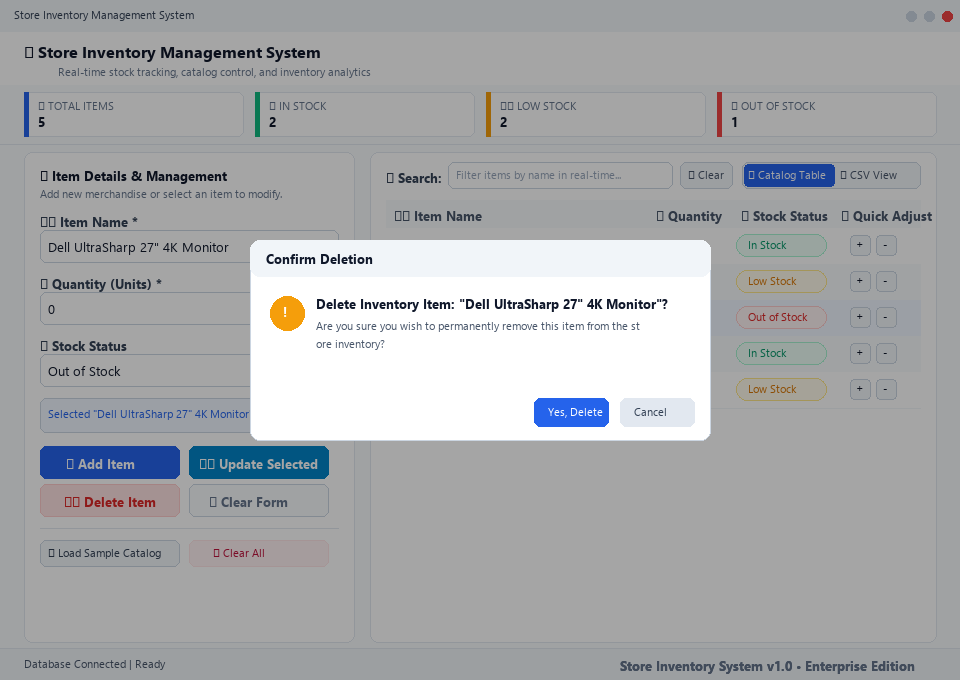 Store Inventory Management System
Store Inventory Management System
Real-time stock tracking, catalog control, and inventory analytics
TOTAL ITEMS
5
IN STOCK
2
LOW STOCK
2
OUT OF STOCK
1
Item Details & Management
Add new merchandise or select an item to modify.
Item Name *
Dell UltraSharp 27" 4K Monitor
Quantity (Units) *
0
Stock Status
Out of Stock
Selected "Dell UltraSharp 27" 4K Monitor
Add Item
Update Selected
Delete Item
Clear Form
Load Sample Catalog
Clear All
Search:
Filter items by name in real-time...
Clear
Catalog Table
CSV View
Item Name
Quantity
Stock Status
Quick Adjust
In Stock
+ -
Low Stock
+ -
Out of Stock
+ -
In Stock
+ -
Low Stock
+ -
Confirm Deletion
!
Delete Inventory Item: "Dell UltraSharp 27" 4K Monitor"?
Are you sure you wish to permanently remove this item from the st
ore inventory?
Yes, Delete
Cancel
Database Connected | Ready
Store Inventory System v1.0 • Enterprise Edition